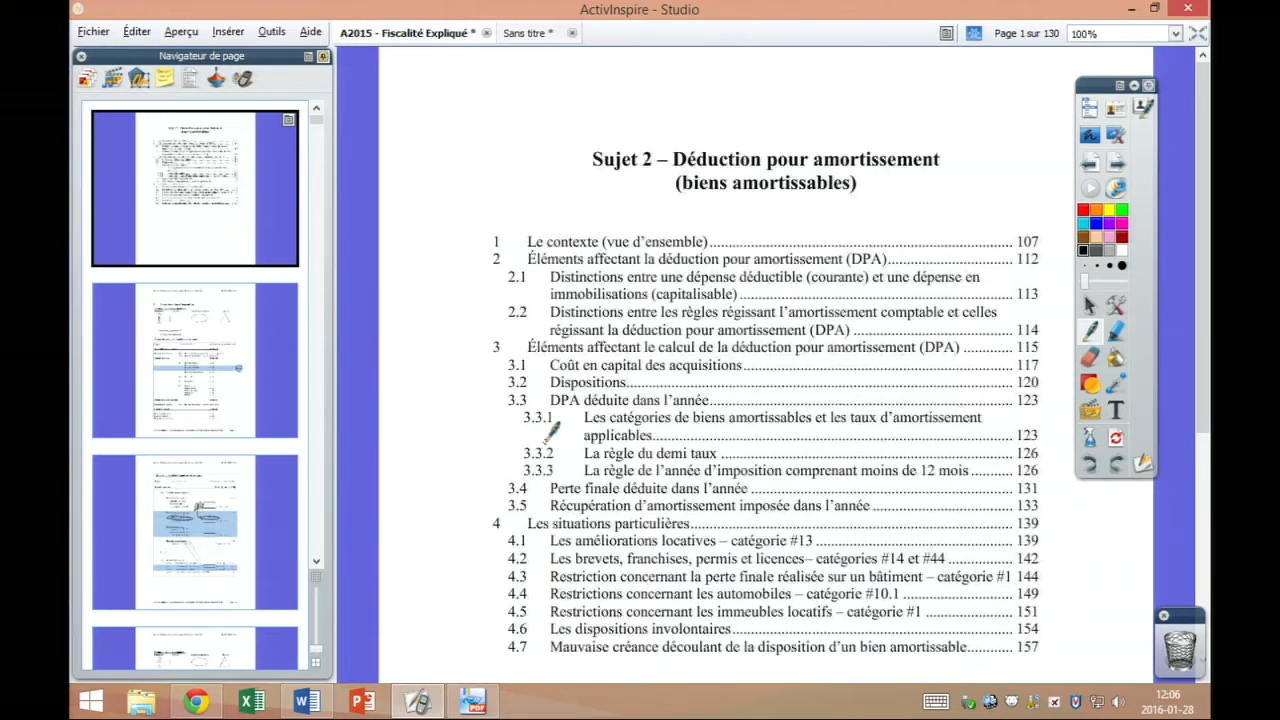 ActivInspire - Studio
Fichier Éditer Aperçu Insérer Outils Aide
A2015 - Fiscalité Expliqué *
Sans titre *
Page 1 sur 130
100%
Navigateur de page
Sujet 2 – Déduction pour amortissement
(biens amortissables)
1 Le contexte (vue d’ensemble) 107
2 Éléments affectant la déduction pour amortissement (DPA) 112
2.1 Distinctions entre une dépense déductible (courante) et une dépense en
immobilisations (capitalisable) 113
2.2 Distinctions entre les règles régissant l’amortissement comptable et celles
régissant la déduction pour amortissement (DPA) 114
3 Éléments affectant le calcul de la déduction pour amortissement (DPA) 115
3.1 Coût en capital des acquisitions 117
3.2 Dispositions 120
3.3 DPA déduite dans l’année 123
3.3.1 Les catégories de biens amortisables et les taux d’amortissement
applicables 123
3.3.2 La règle du demi taux 126
3.3.3 La règle de l’année d’imposition comprenant moins de 12 mois 126
3.4 Perte finale déduite dans l’année 131
3.5 Récupération d’amortissement imposée dans l’année 133
4 Les situations particulières 139
4.1 Les améliorations locatives – catégorie #13 139
4.2 Les brevets, franchises, permis et licences– catégories #14 et #44 142
4.3 Restriction concernant la perte finale réalisée sur un bâtiment – catégorie #1 144
4.4 Restrictions concernant les automobiles – catégorie #10.1 149
4.5 Restrictions concernant les immeubles locatifs – catégorie #1 151
4.6 Les dispositions involontaires 154
4.7 Mauvaise créance découlant de la disposition d’un bien amortissable 157
12:06
2016-01-28